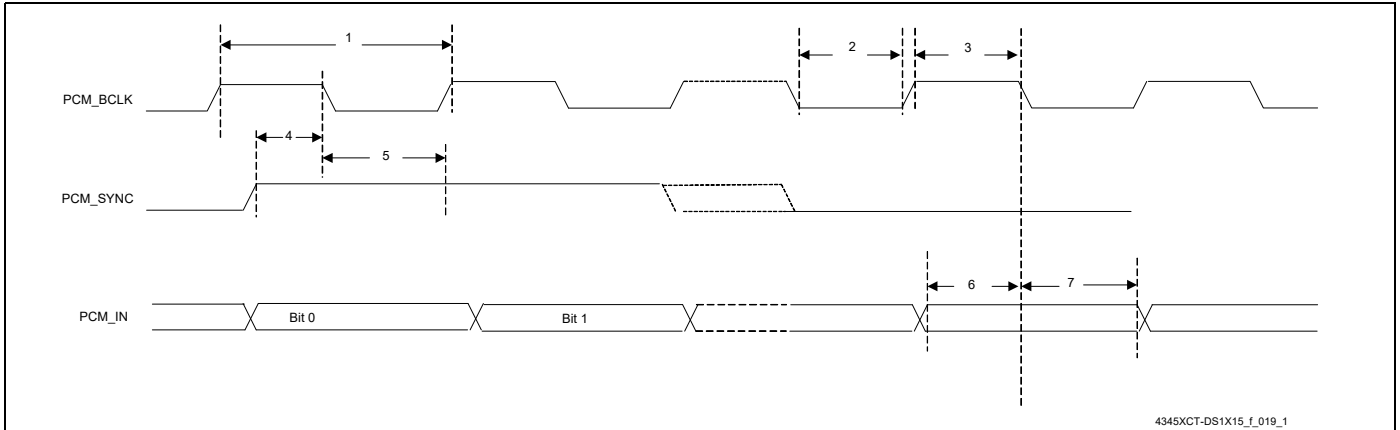 1
2
3
PCM_BCLK
4
5
PCM_SYNC
6
7
PCM_IN
Bit 0
Bit 1
4345XCT-DS1X15_f_019_1